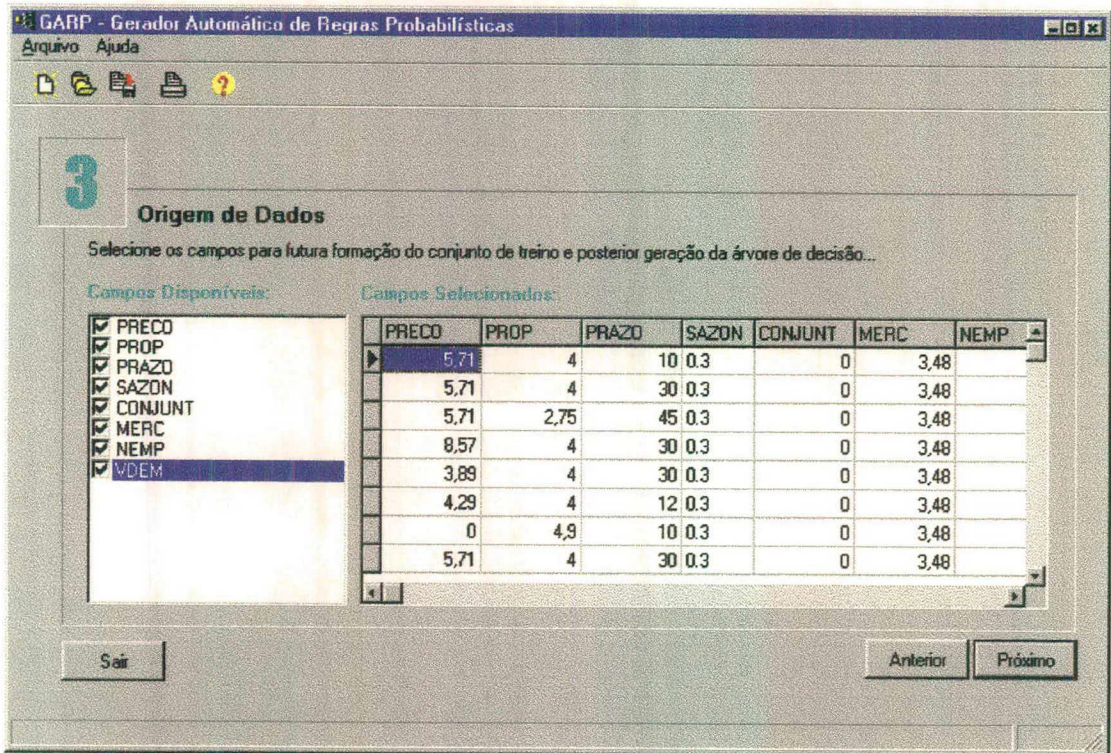 GARP - Gerador Automático de Regras Probabilísticas
Arquivo Ajuda
3
Origem de Dados
Selecione os campos para futura formação do conjunto de treino e posterior geração da árvore de decisão...
Campos Disponíveis:
PRECO
PROP
PRAZO
SAZON
CONJUNT
MERC
NEMP
VDEM
Campos Selecionados:
PRECO PROP PRAZO SAZON CONJUNT MERC NEMP
5,71 4 10 0.3 0 3,48
5,71 4 30 0.3 0 3,48
5,71 2,75 45 0.3 0 3,48
8,57 4 30 0.3 0 3,48
3,89 4 30 0.3 0 3,48
4,29 4 12 0.3 0 3,48
0 4,9 10 0.3 0 3,48
5,71 4 30 0.3 0 3,48
Sair Anterior Próximo